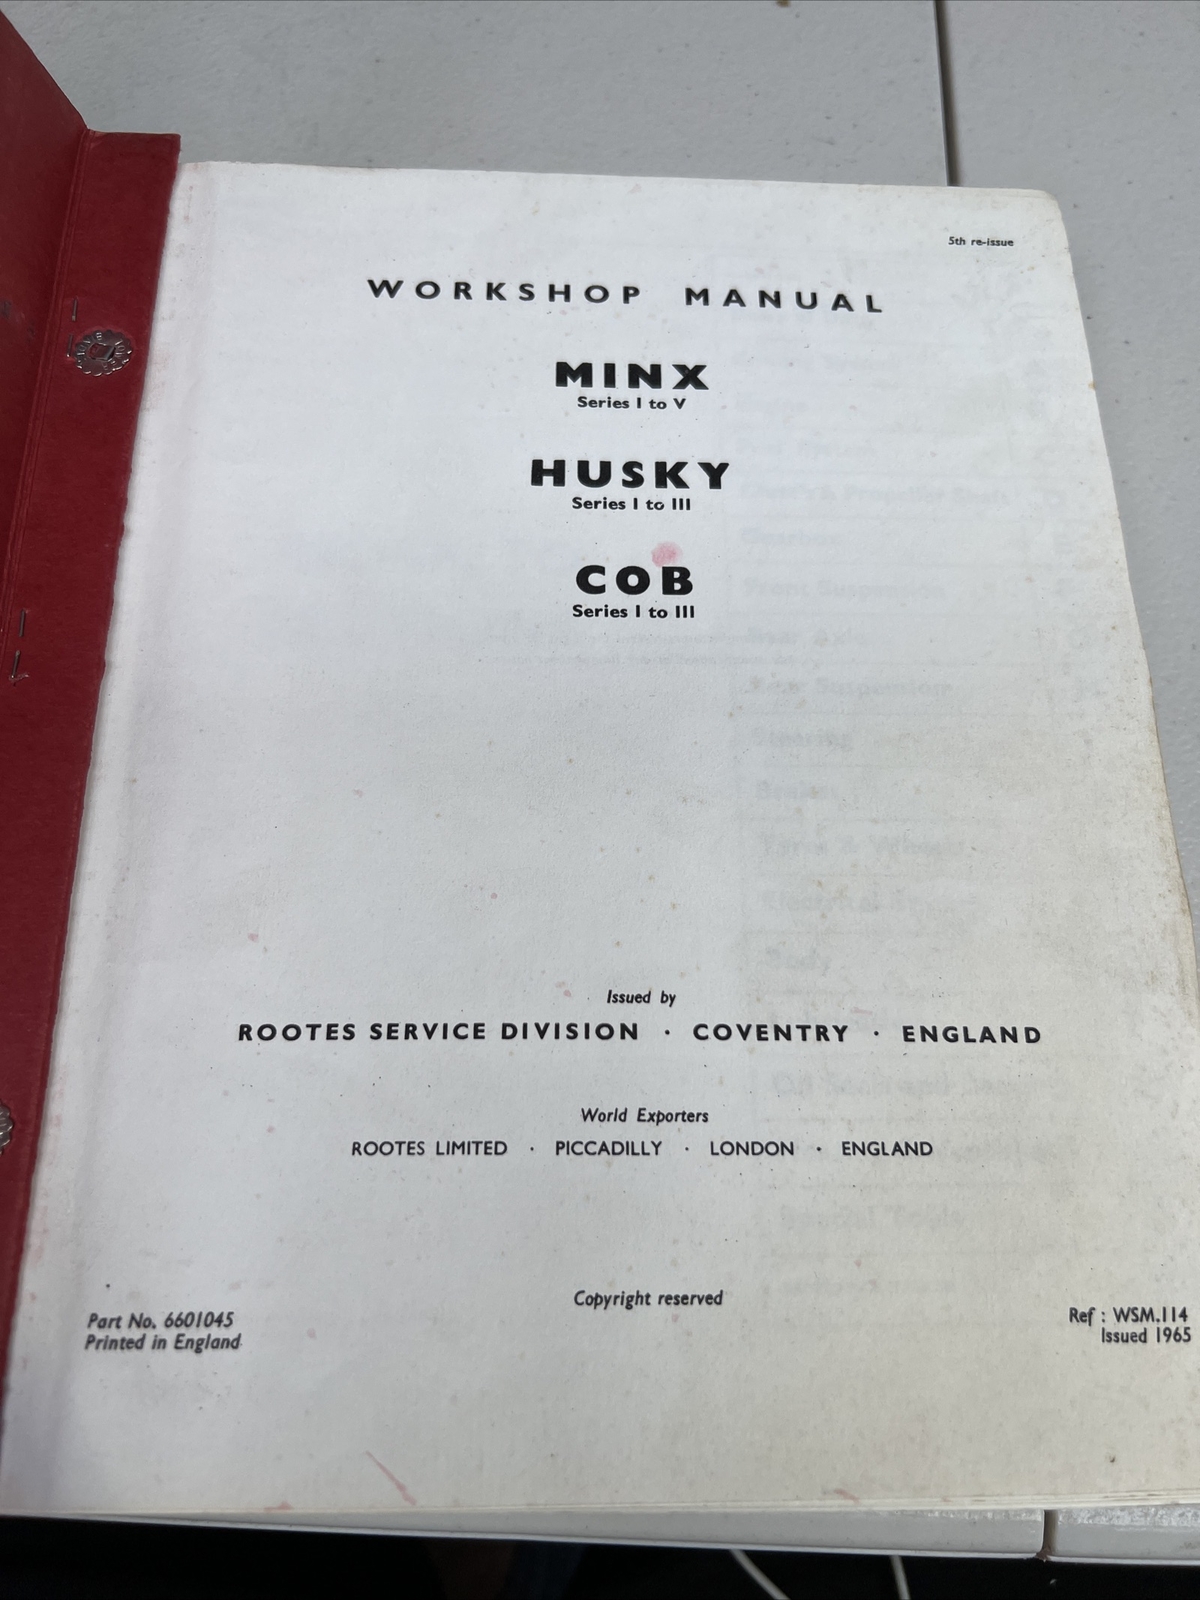 5th re-issue
WORKSHOP MANUAL
MINX
Series I to V
HUSKY
Series I to III
COB
Series I to III
Issued by
ROOTES SERVICE DIVISION · COVENTRY · ENGLAND
World Exporters
ROOTES LIMITED · PICCADILLY · LONDON · ENGLAND
Copyright reserved
Part No. 6601045
Printed in England
Ref : WSM.114
Issued 1965